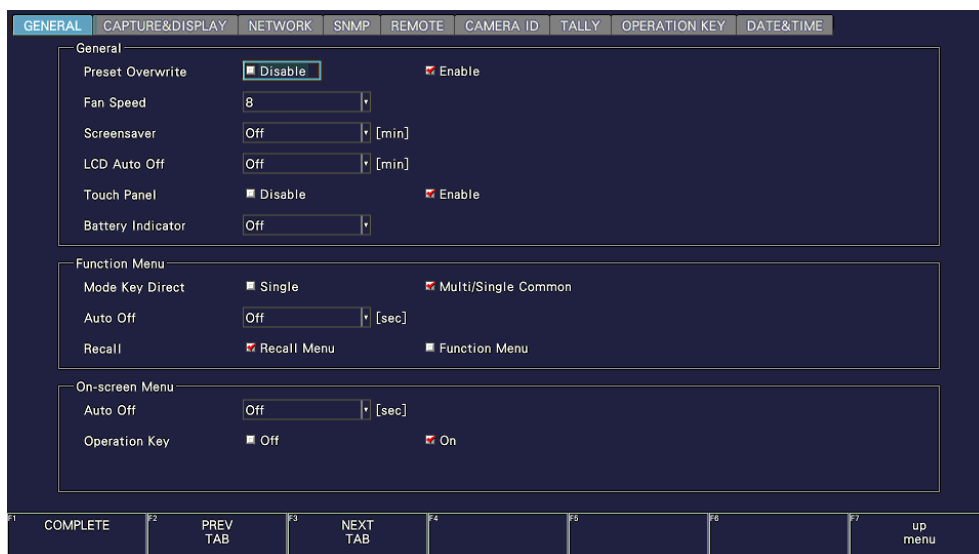 GENERAL CAPTURE&DISPLAY NETWORK SNMP REMOTE CAMERA ID TALLY OPERATION KEY DATE&TIME
General
Preset Overwrite Disable Enable
Fan Speed 8
Screensaver Off [min]
LCD Auto Off Off [min]
Touch Panel Disable Enable
Battery Indicator Off
Function Menu
Mode Key Direct Single Multi/Single Common
Auto Off Off [sec]
Recall Recall Menu Function Menu
On-screen Menu
Auto Off Off [sec]
Operation Key Off On
F1 COMPLETE F2 PREV F3 NEXT F4 F5 F6 F7 up
TAB TAB menu